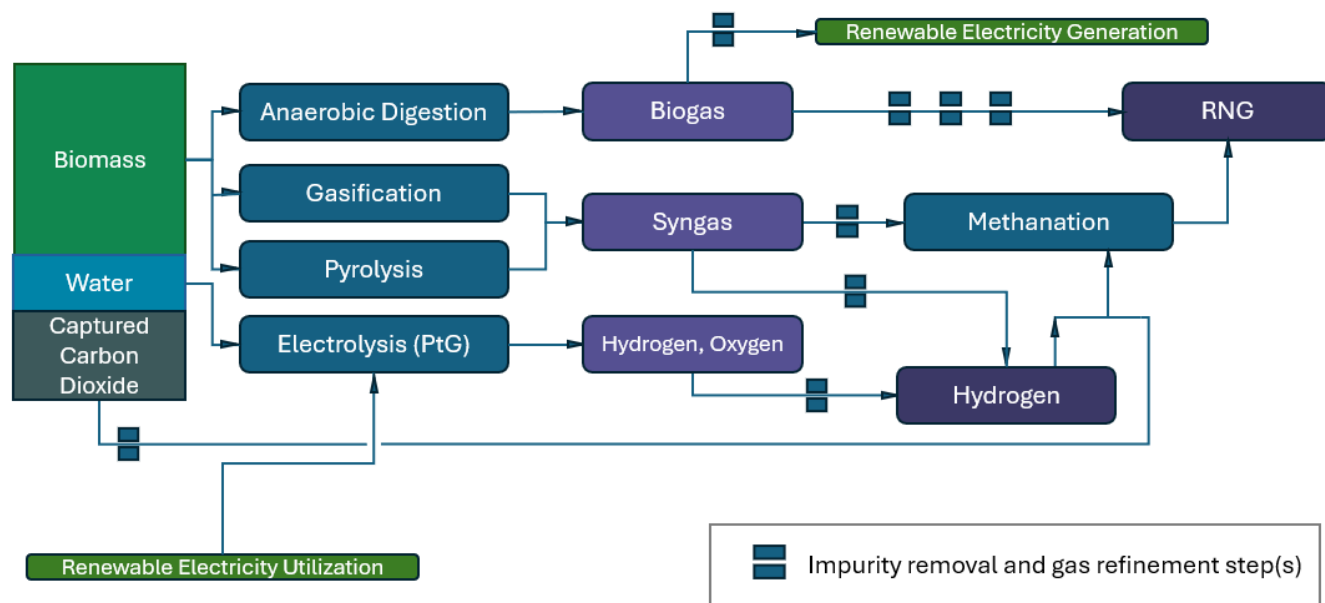 Renewable Electricity Generation
Biomass
Anaerobic Digestion
Biogas
RNG
Gasification
Syngas
Methanation
Pyrolysis
Water
Captured
Carbon
Dioxide
Electrolysis (PtG)
Hydrogen, Oxygen
Hydrogen
Renewable Electricity Utilization
Impurity removal and gas refinement step(s)